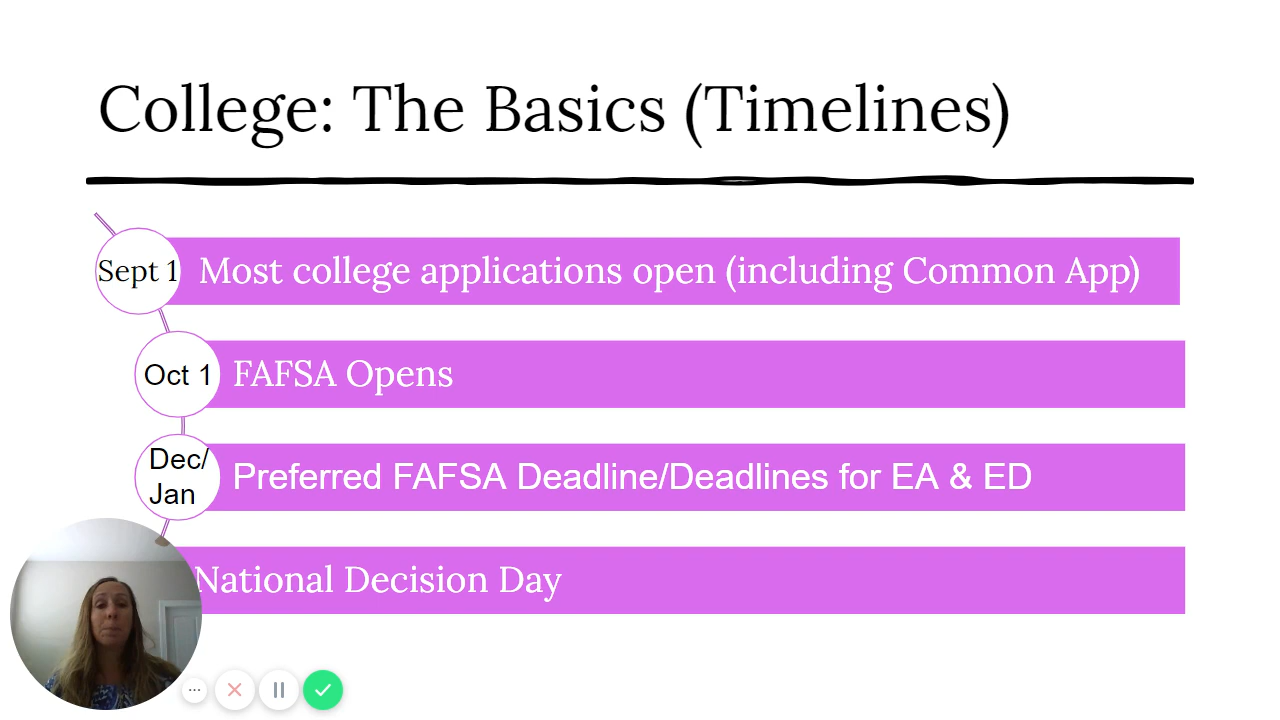 College: The Basics (Timelines)
Sept 1
Most college applications open (including Common App)
Oct 1
FAFSA Opens
Dec/
Jan
Preferred FAFSA Deadline/Deadlines for EA & ED
National Decision Day